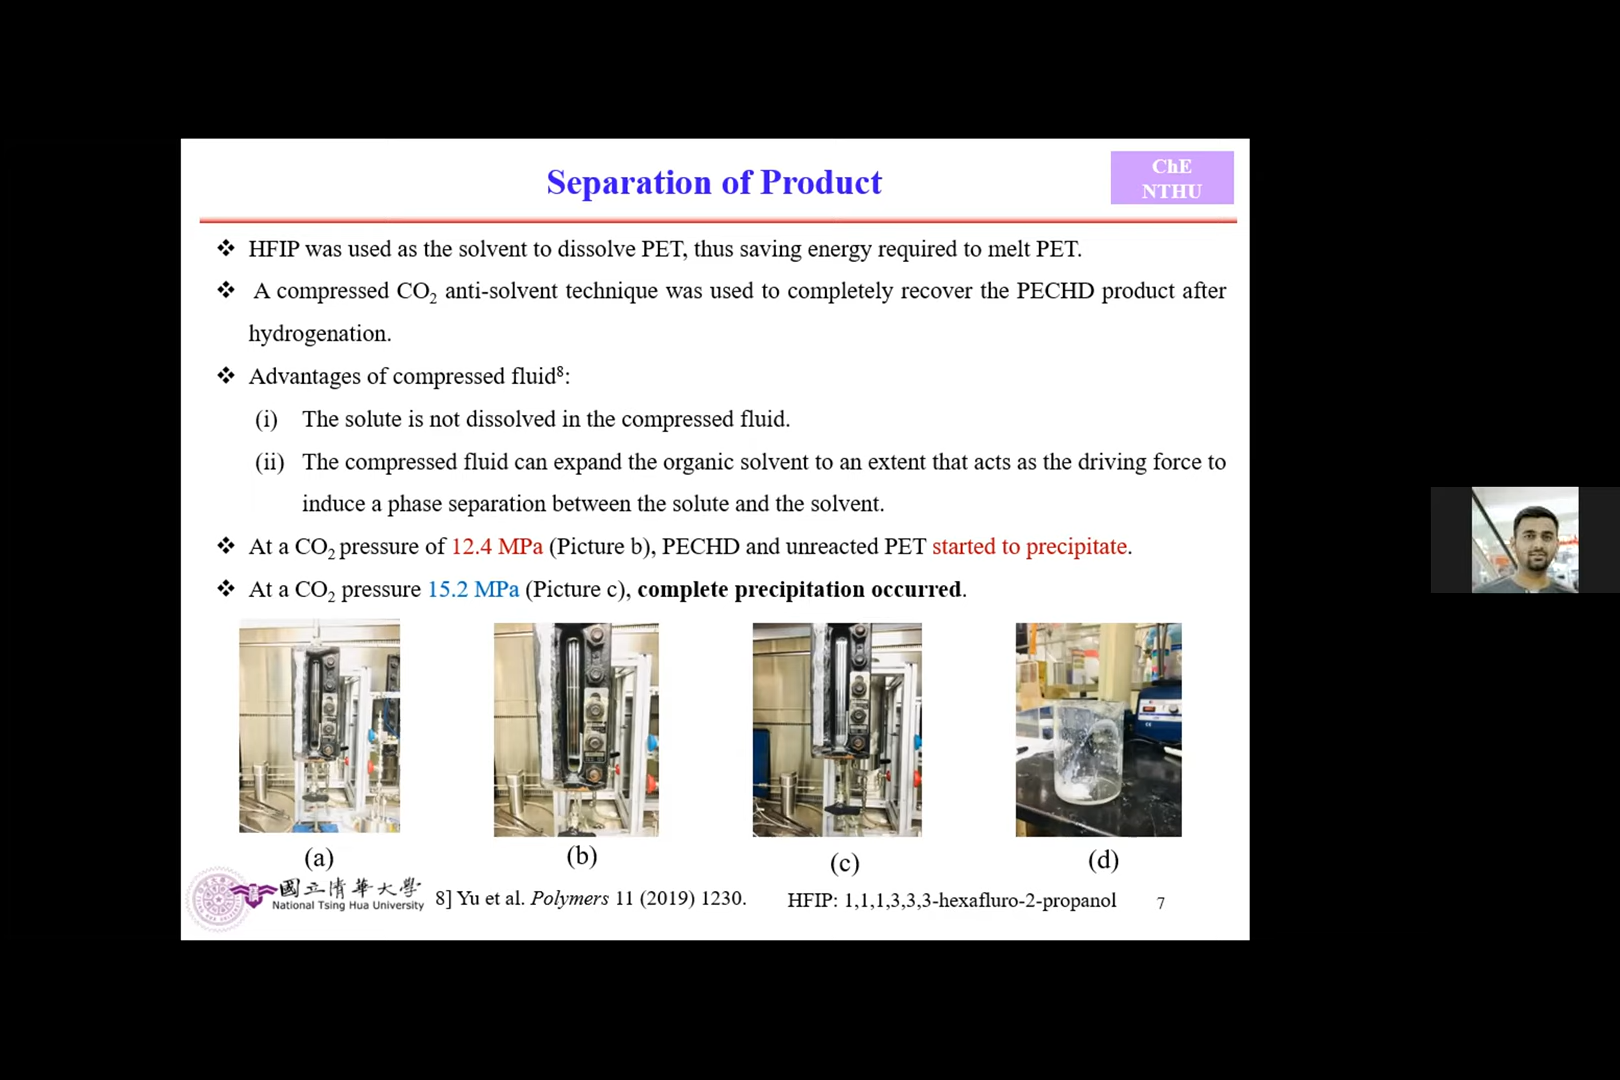 Separation of Product
ChE
NTHU
❖ HFIP was used as the solvent to dissolve PET, thus saving energy required to melt PET.
❖ A compressed CO₂ anti-solvent technique was used to completely recover the PECHD product after
hydrogenation.
❖ Advantages of compressed fluid⁸:
(i) The solute is not dissolved in the compressed fluid.
(ii) The compressed fluid can expand the organic solvent to an extent that acts as the driving force to
induce a phase separation between the solute and the solvent.
❖ At a CO₂ pressure of 12.4 MPa (Picture b), PECHD and unreacted PET started to precipitate.
❖ At a CO₂ pressure 15.2 MPa (Picture c), complete precipitation occurred.
(a)
(b)
(c)
(d)
國立清華大學
National Tsing Hua University
8] Yu et al. Polymers 11 (2019) 1230.
HFIP: 1,1,1,3,3,3-hexafluro-2-propanol
7